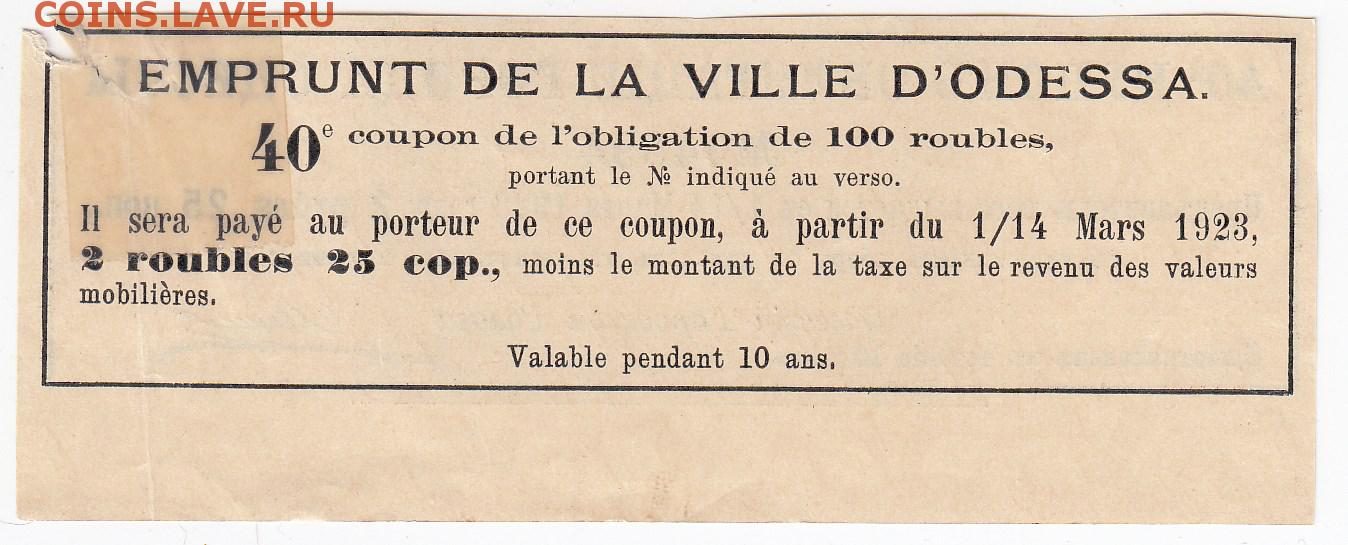 COINS.LAVE.RU
EMPRUNT DE LA VILLE D'ODESSA.
40e coupon de l'obligation de 100 roubles,
portant le № indiqué au verso.
Il sera payé au porteur de ce coupon, à partir du 1/14 Mars 1923,
2 roubles 25 cop., moins le montant de la taxe sur le revenu des valeurs
mobilières.
Valable pendant 10 ans.